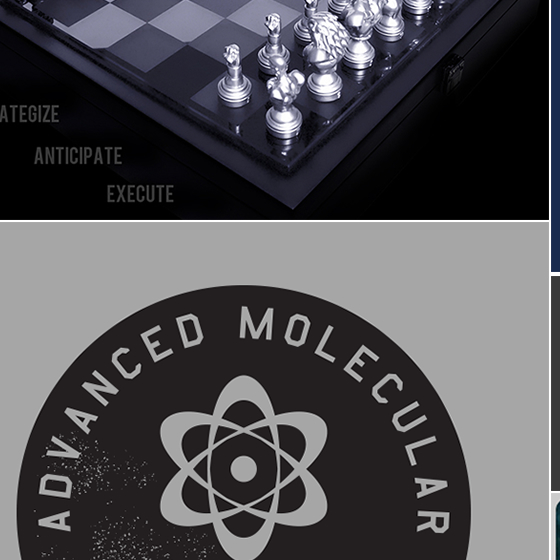 ATEGIZE
ANTICIPATE
EXECUTE
ADVANCED MOLECULAR